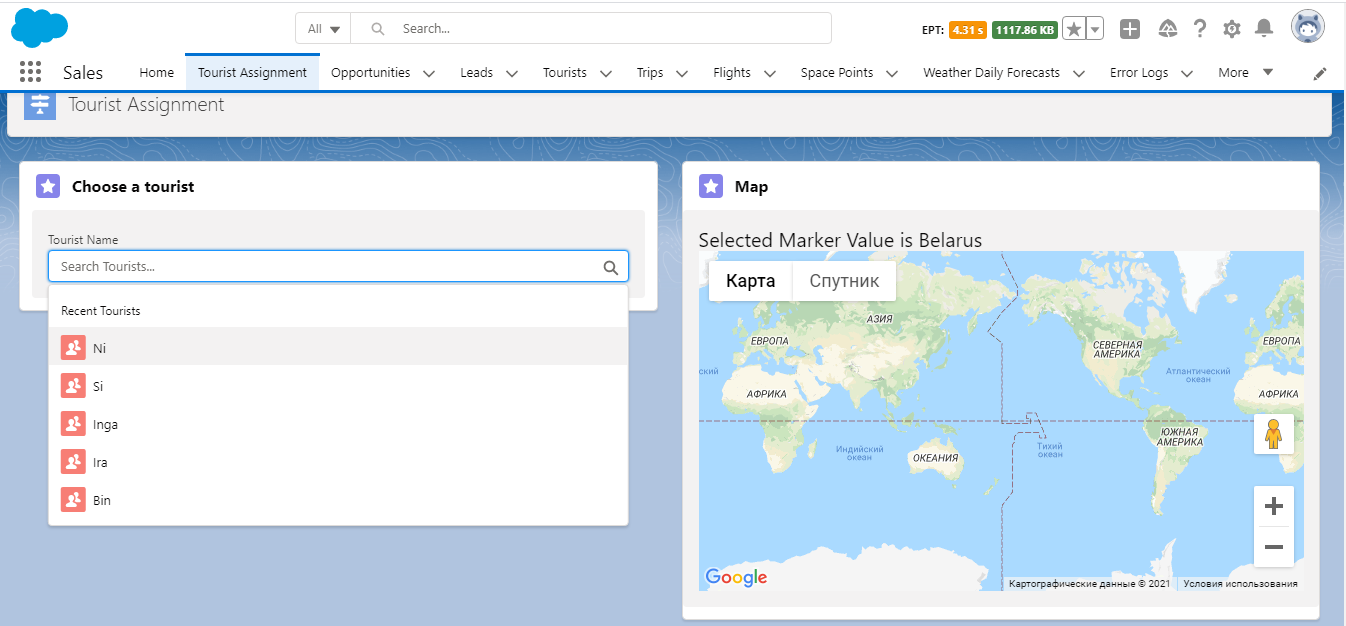 All
Search...
EPT: 4.31 s 1117.86 KB
Sales Home Tourist Assignment Opportunities Leads Tourists Trips Flights Space Points Weather Daily Forecasts Error Logs More
Tourist Assignment
Choose a tourist
Tourist Name
Search Tourists...
Recent Tourists
Ni
Si
Inga
Ira
Bin
Map
Selected Marker Value is Belarus
Карта Спутник
АЗИЯ
ЕВРОПА
СЕВЕРНАЯ
АМЕРИКА
ЕВРОПА
ский
Атлантический
океан
АФРИКА
АФРИКА
ЮЖНАЯ
АМЕРИКА
Индийский
океан
ОКЕАНИЯ
Тихий
океан
Google
Картографические данные © 2021 Условия использования